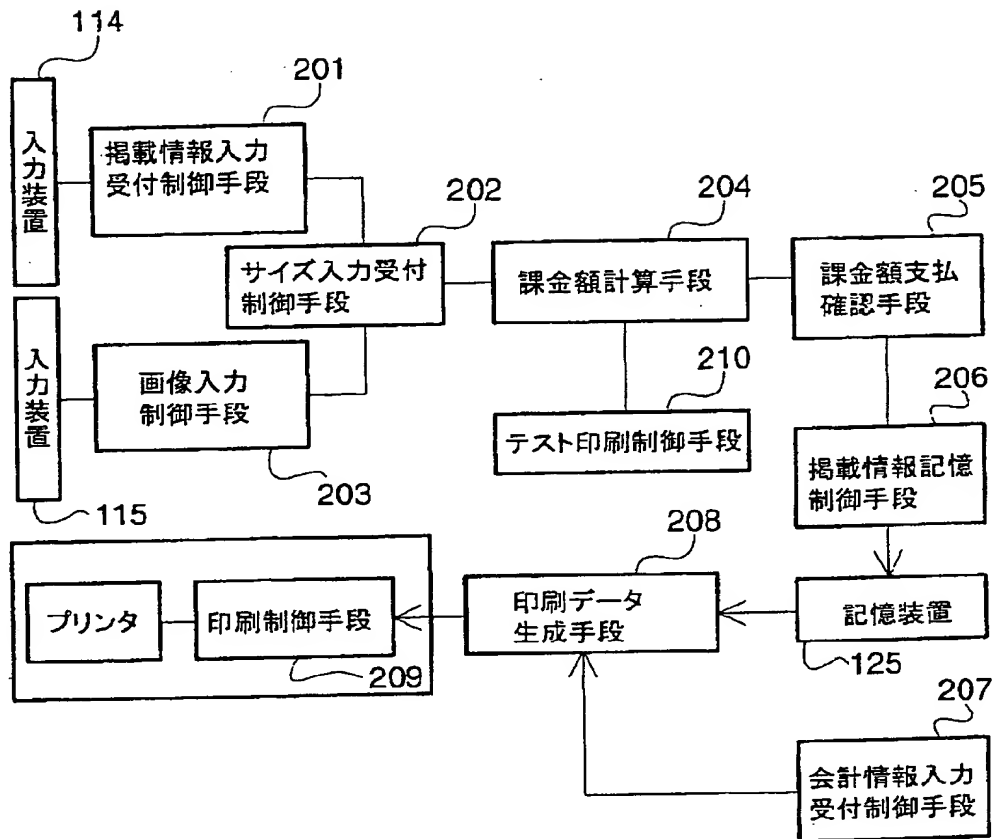 114
201
入力装置
掲載情報入力
受付制御手段
202
204
205
サイズ入力受付
制御手段
課金額計算手段
課金額支払
確認手段
入力装置
画像入力
制御手段
210
206
テスト印刷制御手段
掲載情報記憶
制御手段
203
115
208
プリンタ
印刷制御手段
印刷データ
生成手段
記憶装置
209
125
207
会計情報入力
受付制御手段